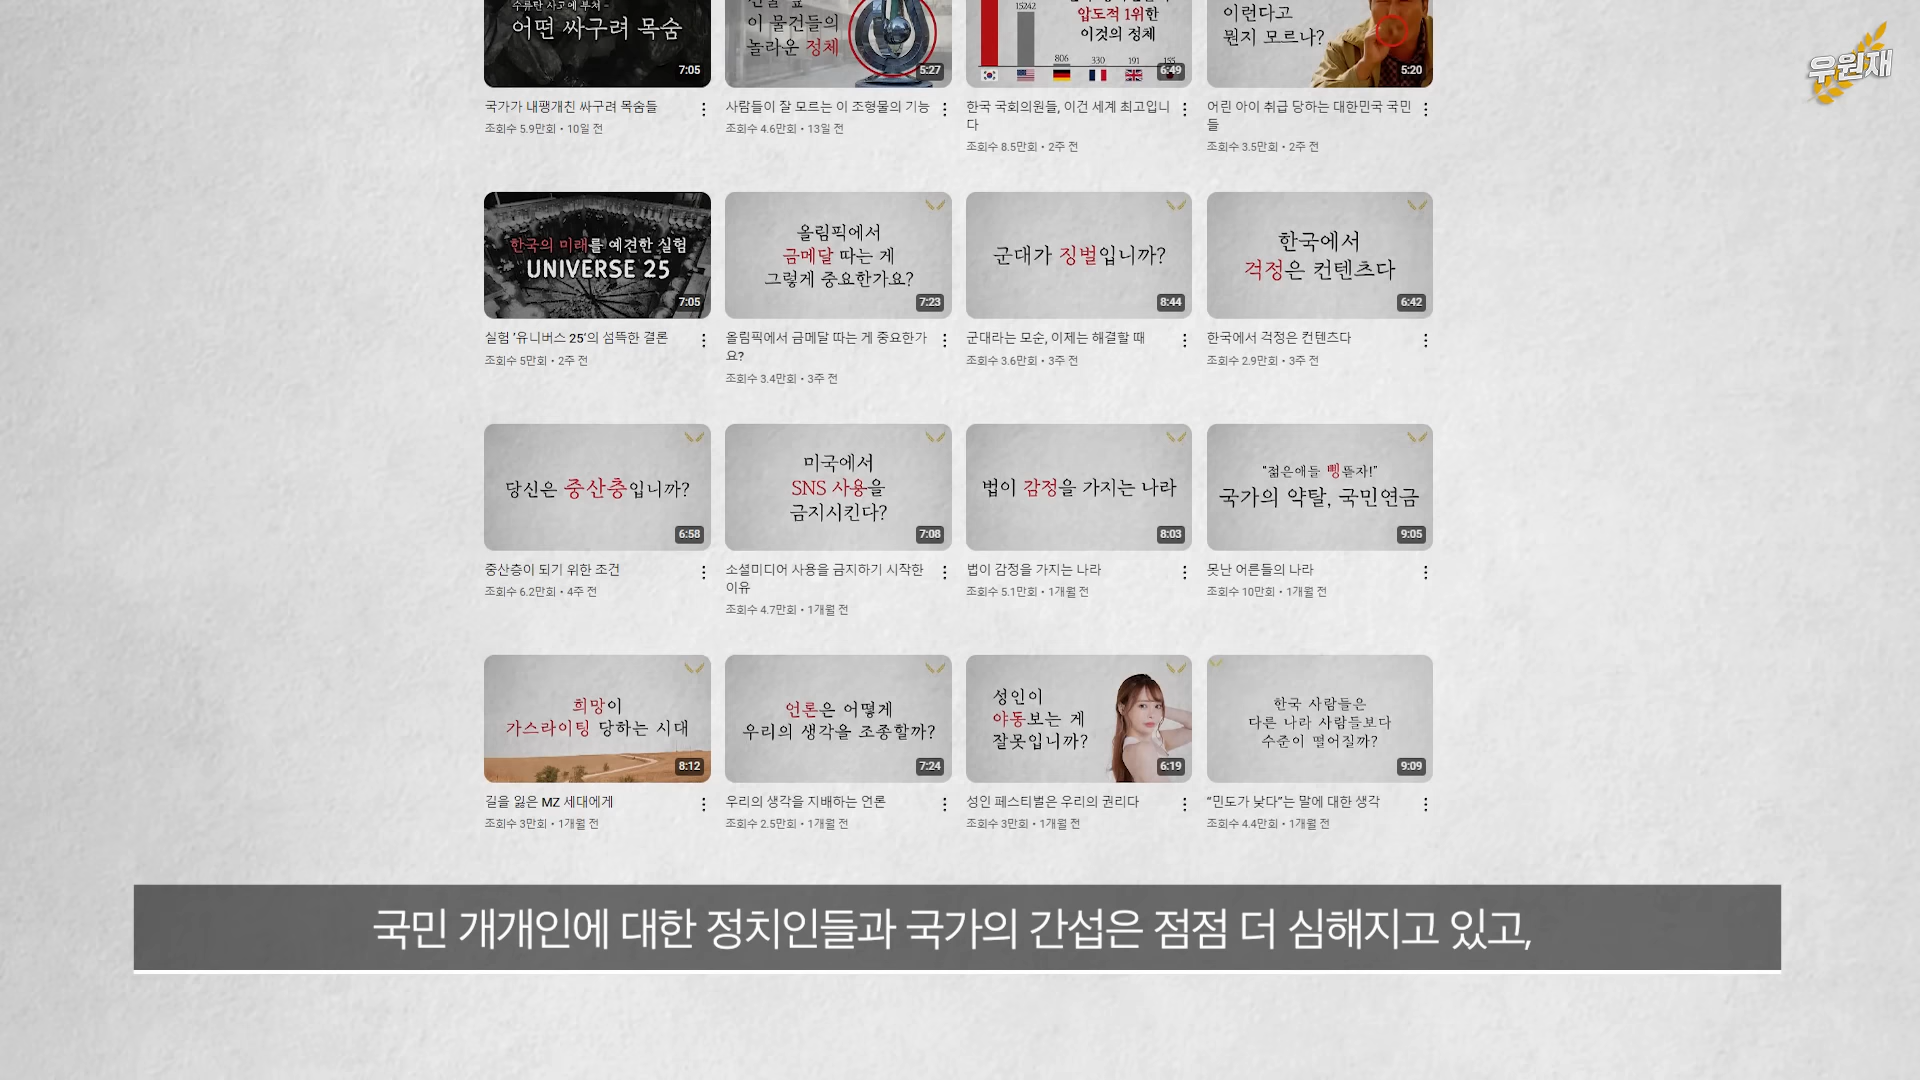 수류탄 사고에 부쳐 -
어떤 싸구려 목숨
7:05
이 물건들의
놀라운 정체
5:27
15242
압도적 1위한
이것의 정체
806
330
191
155
6:49
이런다고
뭔지 모르나?
5:20
우원재
국가가 내팽개친 싸구려 목숨들
조회수 5.9만회 • 10일 전
사람들이 잘 모르는 이 조형물의 기능
조회수 4.6만회 • 13일 전
한국 국회의원들, 이건 세계 최고입니
다
조회수 8.5만회 • 2주 전
어린 아이 취급 당하는 대한민국 국민
들
조회수 3.5만회 • 2주 전
한국의 미래를 예견한 실험
UNIVERSE 25
7:05
올림픽에서
금메달 따는 게
그렇게 중요한가요?
7:23
군대가 징벌입니까?
8:44
한국에서
걱정은 컨텐츠다
6:42
실험 '유니버스 25'의 섬뜩한 결론
조회수 5만회 • 2주 전
올림픽에서 금메달 따는 게 중요한가
요?
조회수 3.4만회 • 3주 전
군대라는 모순, 이제는 해결할 때
조회수 3.6만회 • 3주 전
한국에서 걱정은 컨텐츠다
조회수 2.9만회 • 3주 전
당신은 중산층입니까?
6:58
미국에서
SNS 사용을
금지시킨다?
7:08
법이 감정을 가지는 나라
8:03
"젊은애들 삥뜯자!"
국가의 약탈, 국민연금
9:05
중산층이 되기 위한 조건
조회수 6.2만회 • 4주 전
소셜미디어 사용을 금지하기 시작한
이유
조회수 4.7만회 • 1개월 전
법이 감정을 가지는 나라
조회수 5.1만회 • 1개월 전
못난 어른들의 나라
조회수 10만회 • 1개월 전
희망이
가스라이팅 당하는 시대
8:12
언론은 어떻게
우리의 생각을 조종할까?
7:24
성인이
야동보는 게
잘못입니까?
6:19
한국 사람들은
다른 나라 사람들보다
수준이 떨어질까?
9:09
길을 잃은 MZ 세대에게
조회수 3만회 • 1개월 전
우리의 생각을 지배하는 언론
조회수 2.5만회 • 1개월 전
성인 페스티벌은 우리의 권리다
조회수 3만회 • 1개월 전
"민도가 낮다"는 말에 대한 생각
조회수 4.4만회 • 1개월 전
국민 개개인에 대한 정치인들과 국가의 간섭은 점점 더 심해지고 있고,